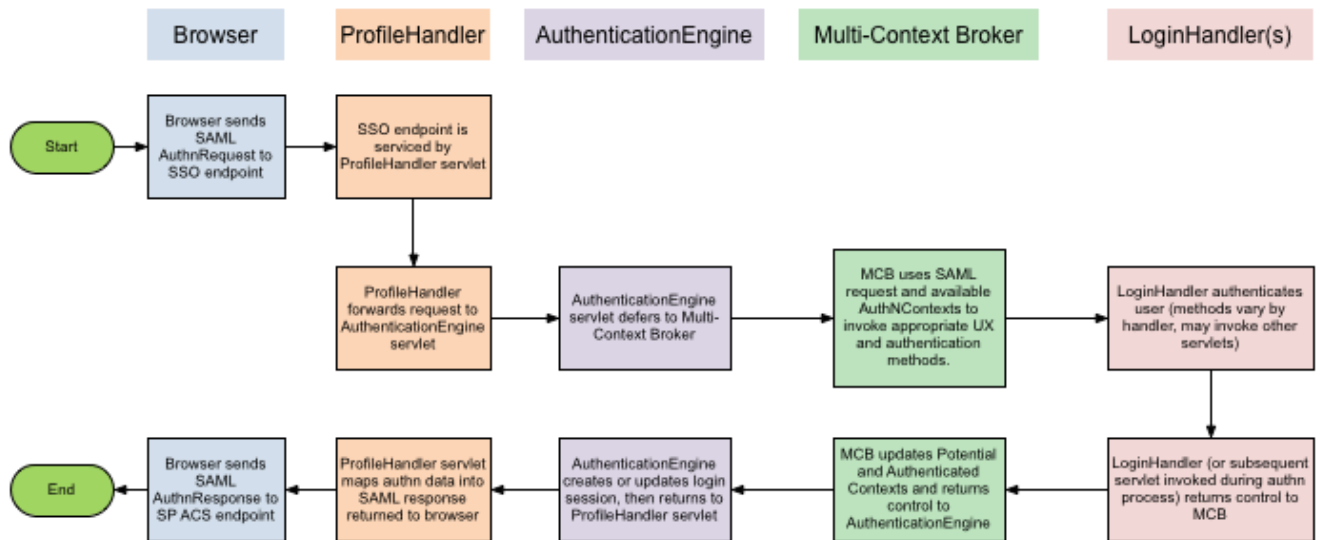 Browser
ProfileHandler
AuthenticationEngine
Multi-Context Broker
LoginHandler(s)
Start
Browser sends
SAML
AuthnRequest to
SSO endpoint
SSO endpoint is
serviced by
ProfileHandler servlet
ProfileHandler
forwards request to
AuthenticationEngine
servlet
AuthenticationEngine
servlet defers to Multi-
Context Broker
MCB uses SAML
request and available
AuthNContexts to
invoke appropriate UX
and authentication
methods.
LoginHandler authenticates
user (methods vary by
handler, may invoke other
servlets)
End
Browser sends
SAML
AuthnResponse to
SP ACS endpoint
ProfileHandler servlet
maps authn data into
SAML response
returned to browser
AuthenticationEngine
creates or updates login
session, then returns to
ProfileHandler servlet
MCB updates Potential
and Authenticated
Contexts and returns
control to
AuthenticationEngine
LoginHandler (or subsequent
servlet invoked during authn
process) returns control to
MCB